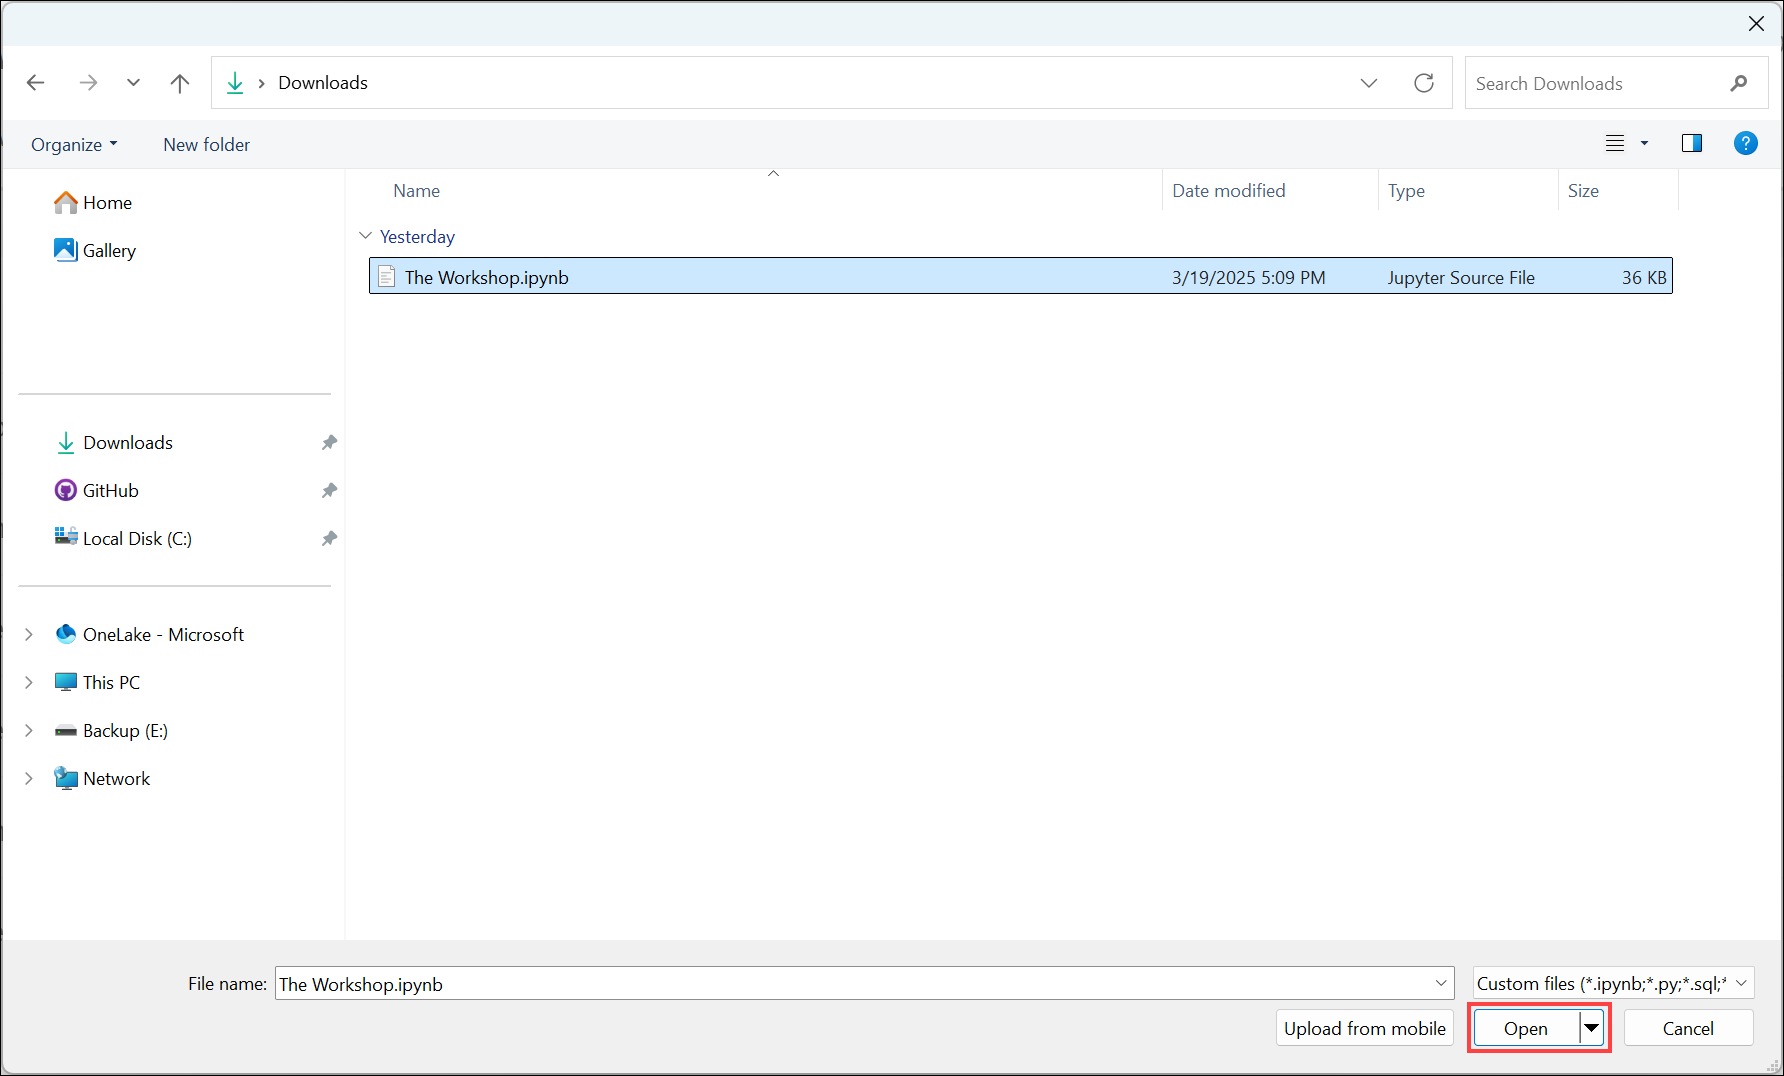 Downloads
Search Downloads
Organize
New folder
?
Name
Date modified
Type
Size
Home
Gallery
Yesterday
The Workshop.ipynb
3/19/2025 5:09 PM
Jupyter Source File
36 KB
Downloads
GitHub
Local Disk (C:)
OneLake - Microsoft
This PC
Backup (E:)
Network
File name:
The Workshop.ipynb
Custom files (*.ipynb;*.py;*.sql;*
Upload from mobile
Open
Cancel